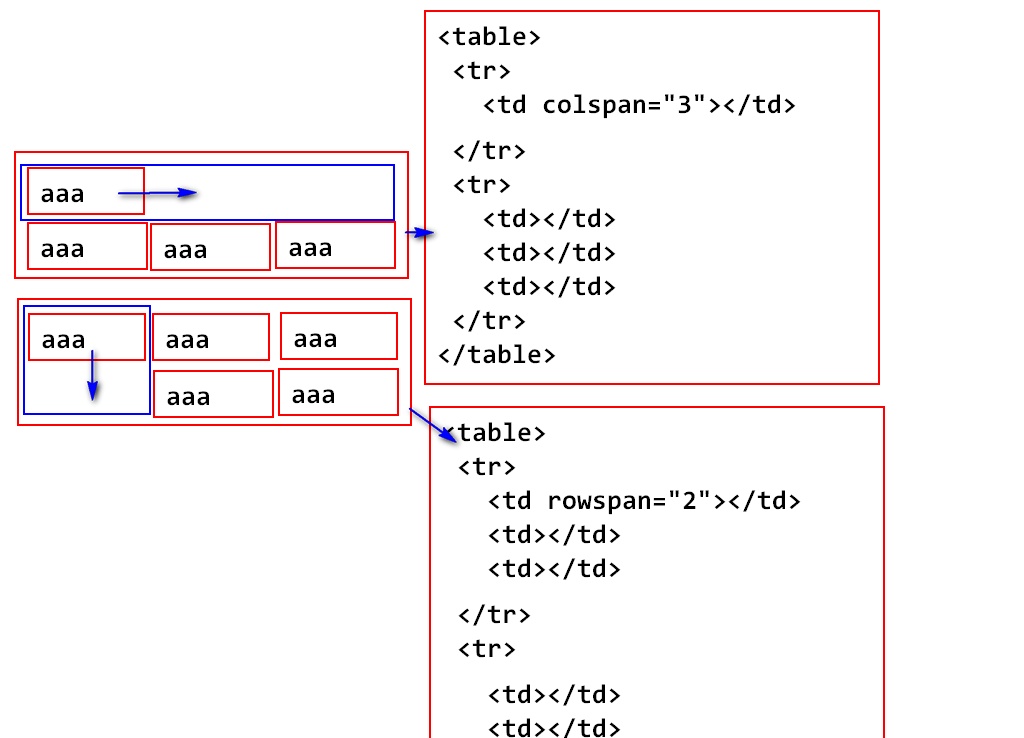 aaa
aaa aaa aaa
aaa aaa aaa
aaa aaa
<table>
<tr>
<td colspan="3"></td>
</tr>
<tr>
<td></td>
<td></td>
<td></td>
</tr>
</table>
<table>
<tr>
<td rowspan="2"></td>
<td></td>
<td></td>
</tr>
<tr>
<td></td>
<td></td>